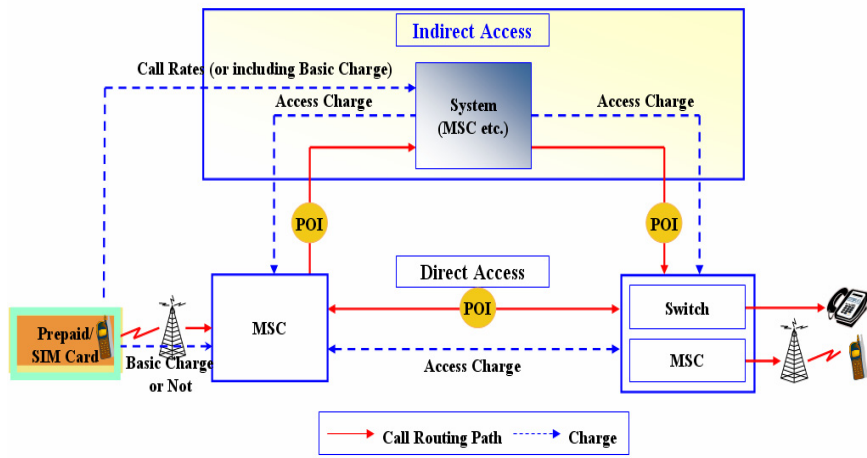 Indirect Access
Call Rates (or including Basic Charge)
Access Charge
System
(MSC etc.)
Access Charge
POI
POI
Direct Access
POI
MSC
Switch
MSC
Prepaid/
SIM Card
Basic Charge
or Not
Access Charge
Call Routing Path
Charge